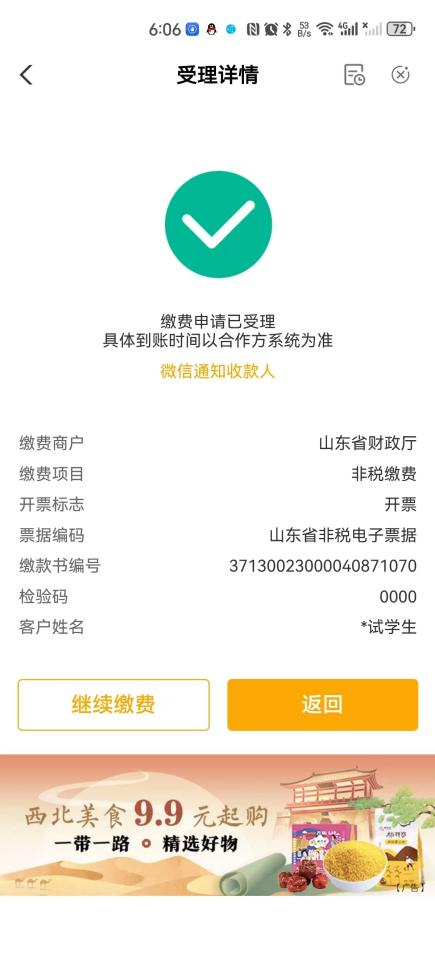 6:06 53 B/s 4G 72
受理详情
缴费申请已受理
具体到账时间以合作方系统为准
微信通知收款人
缴费商户 山东省财政厅
缴费项目 非税缴费
开票标志 开票
票据编码 山东省非税电子票据
缴款书编号 37130023000040871070
检验码 0000
客户姓名 *试学生
继续缴费 返回
西北美食9.9元起购
一带一路 精选好物
【广告】